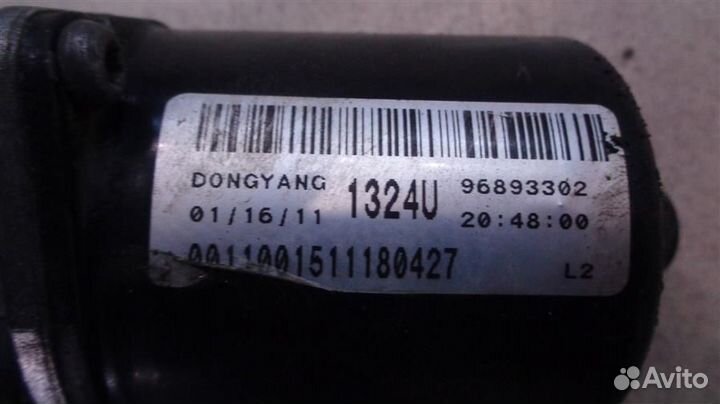 DONGYANG 1324U 96893302
01/16/11 20:48:00
0011001511180427 L2
Avito